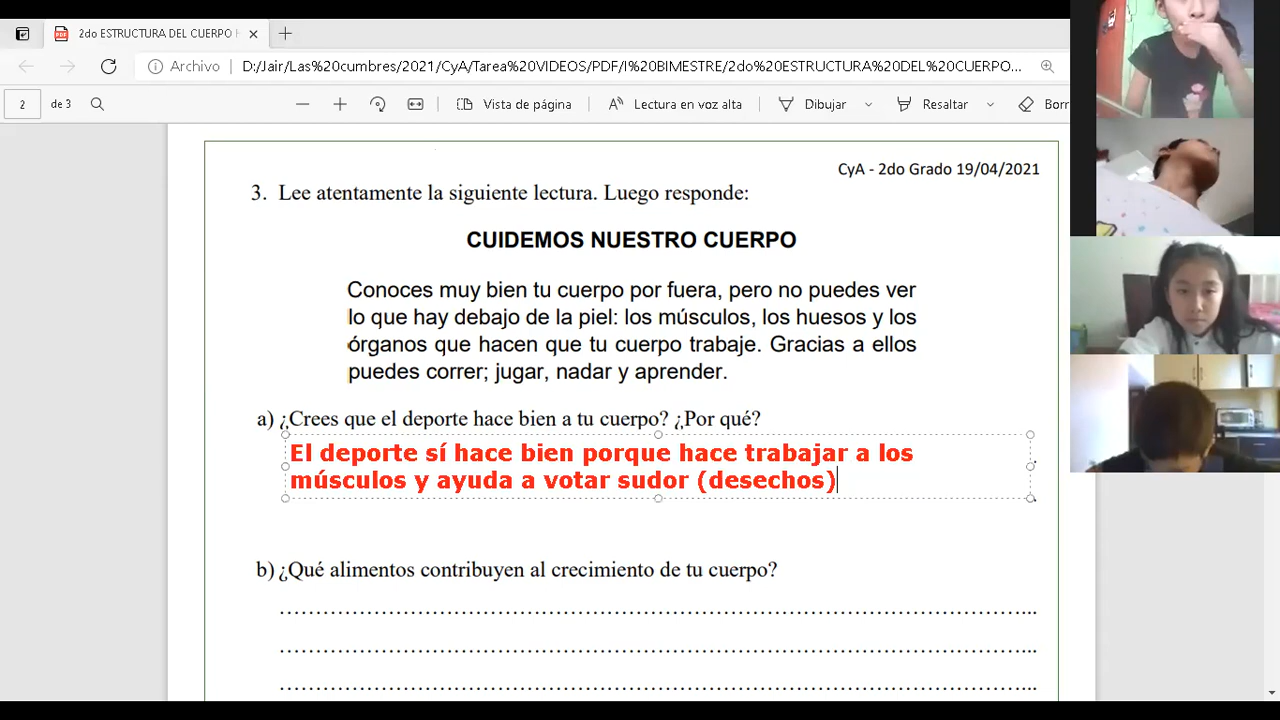 2do ESTRUCTURA DEL CUERPO
Archivo D:/Jair/Las%20cumbres/2021/CyA/Tarea%20VIDEOS/PDF/I%20BIMESTRE/2do%20ESTRUCTURA%20DEL%20CUERPO...
2 de 3 Vista de página Lectura en voz alta Dibujar Resaltar Borr
CyA - 2do Grado 19/04/2021
3. Lee atentamente la siguiente lectura. Luego responde:
CUIDEMOS NUESTRO CUERPO
Conoces muy bien tu cuerpo por fuera, pero no puedes ver
lo que hay debajo de la piel: los músculos, los huesos y los
órganos que hacen que tu cuerpo trabaje. Gracias a ellos
puedes correr; jugar, nadar y aprender.
a) ¿Crees que el deporte hace bien a tu cuerpo? ¿Por qué?
El deporte sí hace bien porque hace trabajar a los
músculos y ayuda a votar sudor (desechos)
b) ¿Qué alimentos contribuyen al crecimiento de tu cuerpo?